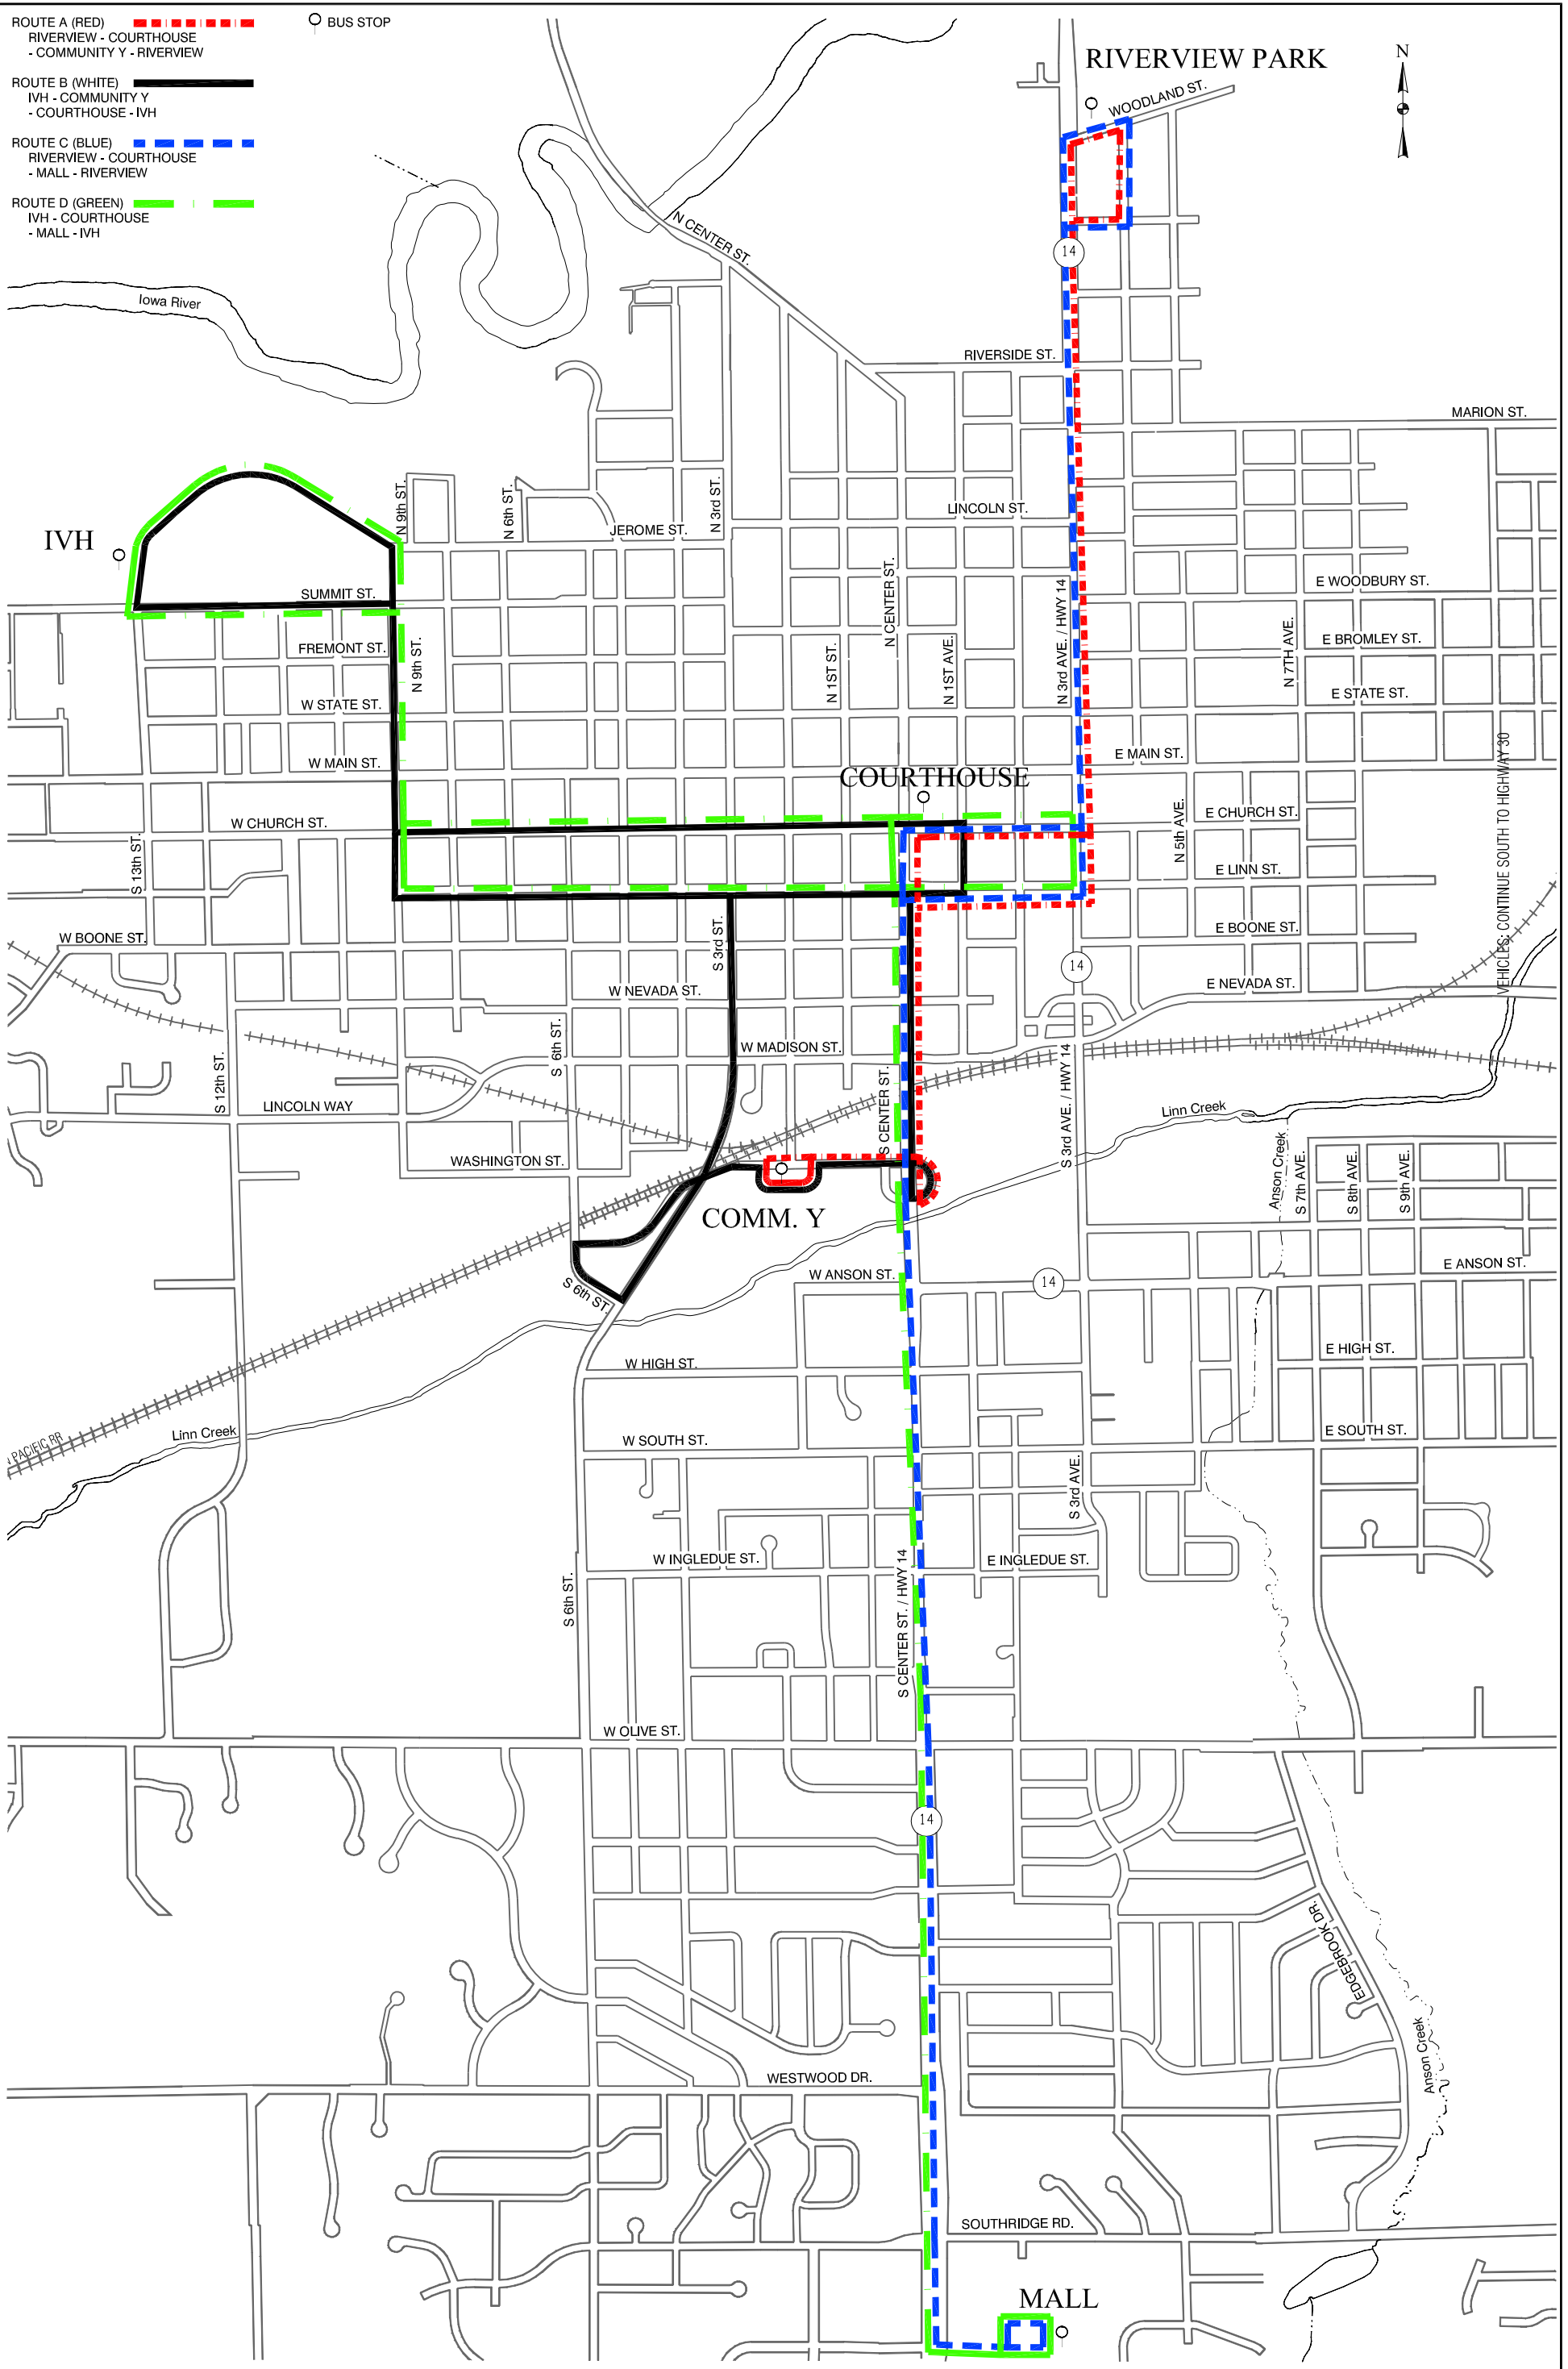 ROUTE A (RED)
RIVERVIEW - COURTHOUSE
- COMMUNITY Y - RIVERVIEW
ROUTE B (WHITE)
IVH - COMMUNITY Y
- COURTHOUSE - IVH
ROUTE C (BLUE)
RIVERVIEW - COURTHOUSE
- MALL - RIVERVIEW
ROUTE D (GREEN)
IVH - COURTHOUSE
- MALL - IVH
BUS STOP
RIVERVIEW PARK
N
WOODLAND ST.
N CENTER ST.
14
Iowa River
RIVERSIDE ST.
MARION ST.
N 9th ST.
N 6th ST.
N 3rd ST.
LINCOLN ST.
JEROME ST.
IVH
SUMMIT ST.
E WOODBURY ST.
N CENTER ST.
N 3rd AVE. / HWY 14
FREMONT ST.
N 9th ST.
N 1ST ST.
N 1ST AVE.
N 7TH AVE.
E BROMLEY ST.
W STATE ST.
E STATE ST.
W MAIN ST.
E MAIN ST.
COURTHOUSE
VEHICLES: CONTINUE SOUTH TO HIGHWAY 30
W CHURCH ST.
E CHURCH ST.
S 13th ST.
N 5th AVE.
E LINN ST.
W BOONE ST.
S 3rd ST.
E BOONE ST.
14
W NEVADA ST.
E NEVADA ST.
S 6th ST.
W MADISON ST.
S 12th ST.
LINCOLN WAY
S CENTER ST.
S 3rd AVE. / HWY 14
Linn Creek
WASHINGTON ST.
Anson Creek
S 7th AVE.
S 8th AVE.
S 9th AVE.
COMM. Y
W ANSON ST.
14
E ANSON ST.
S 6th ST.
W HIGH ST.
E HIGH ST.
PACIFIC RR
Linn Creek
W SOUTH ST.
E SOUTH ST.
S 3rd AVE.
W INGLEDUE ST.
E INGLEDUE ST.
S 6th ST.
S CENTER ST. / HWY 14
W OLIVE ST.
14
EDGEBROOK DR.
Anson Creek
WESTWOOD DR.
SOUTHRIDGE RD.
MALL